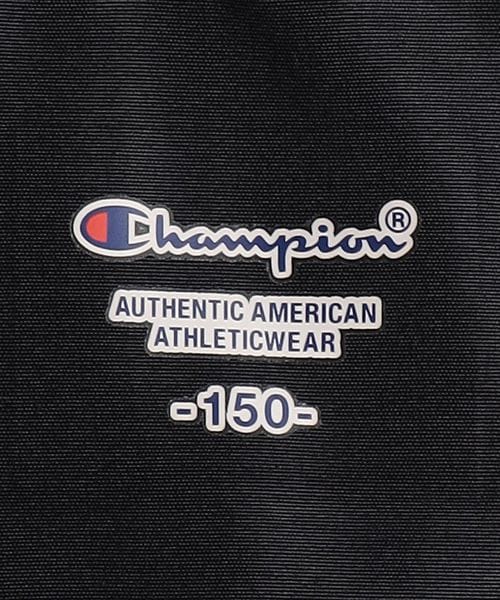 Champion®
AUTHENTIC AMERICAN
ATHLETICWEAR
-150-